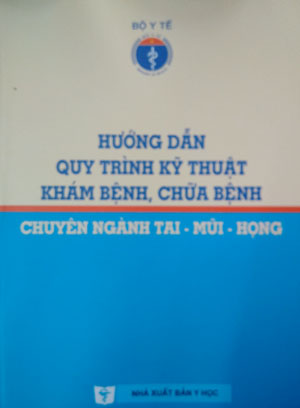 BỘ Y TẾ
HƯỚNG DẪN
QUY TRÌNH KỸ THUẬT
KHÁM BỆNH, CHỮA BỆNH
CHUYÊN NGÀNH TAI - MŨI - HỌNG
NHÀ XUẤT BẢN Y HỌC